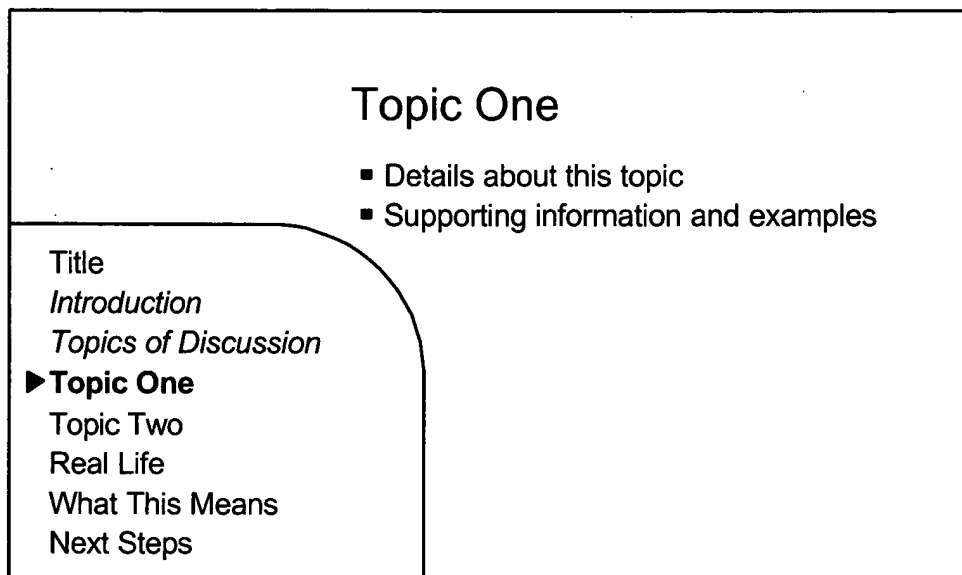 Topic One
▪ Details about this topic
▪ Supporting information and examples
Title
Introduction
Topics of Discussion
▶Topic One
Topic Two
Real Life
What This Means
Next Steps